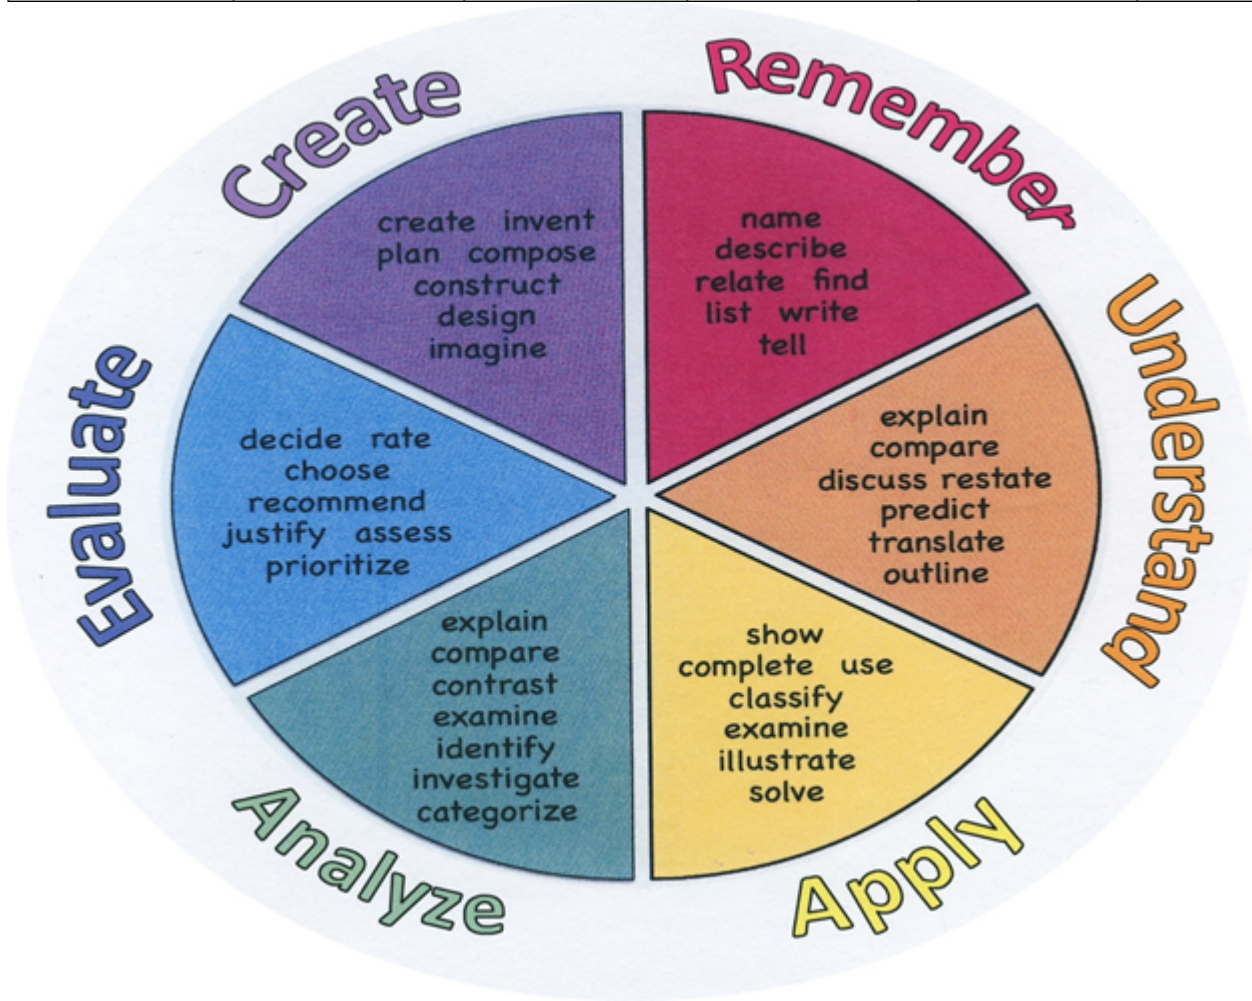 Remember
name
describe
relate find
list write
tell
Understand
explain
compare
discuss restate
predict
translate
outline
Apply
show
complete use
classify
examine
illustrate
solve
Analyze
explain
compare
contrast
examine
identify
investigate
categorize
Evaluate
decide rate
choose
recommend
justify assess
prioritize
Create
create invent
plan compose
construct
design
imagine